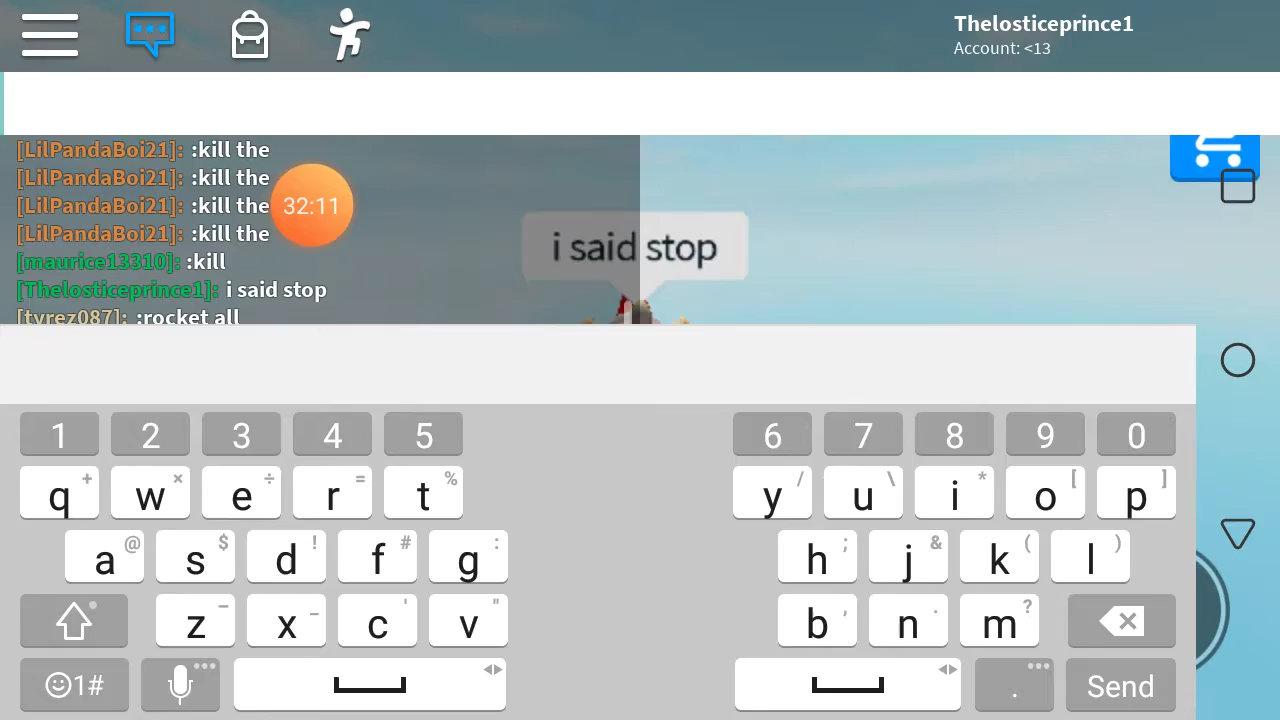 Thelosticeprince1
Account: <13
[LilPandaBoi21]: :kill the
[LilPandaBoi21]: :kill the
[LilPandaBoi21]: :kill the
[LilPandaBoi21]: :kill the
[maurice13310]: :kill
[Thelosticeprince1]: i said stop
[tyrez087]: :rocket all
32:11
i said stop
1 2 3 4 5 6 7 8 9 0
q + w × e ÷ r = t % y / u \ i * o [ p ]
a @ s $ d ! f # g : h ; j & k ( l )
z – x _ c ' v " b , n . m ?
1# . Send